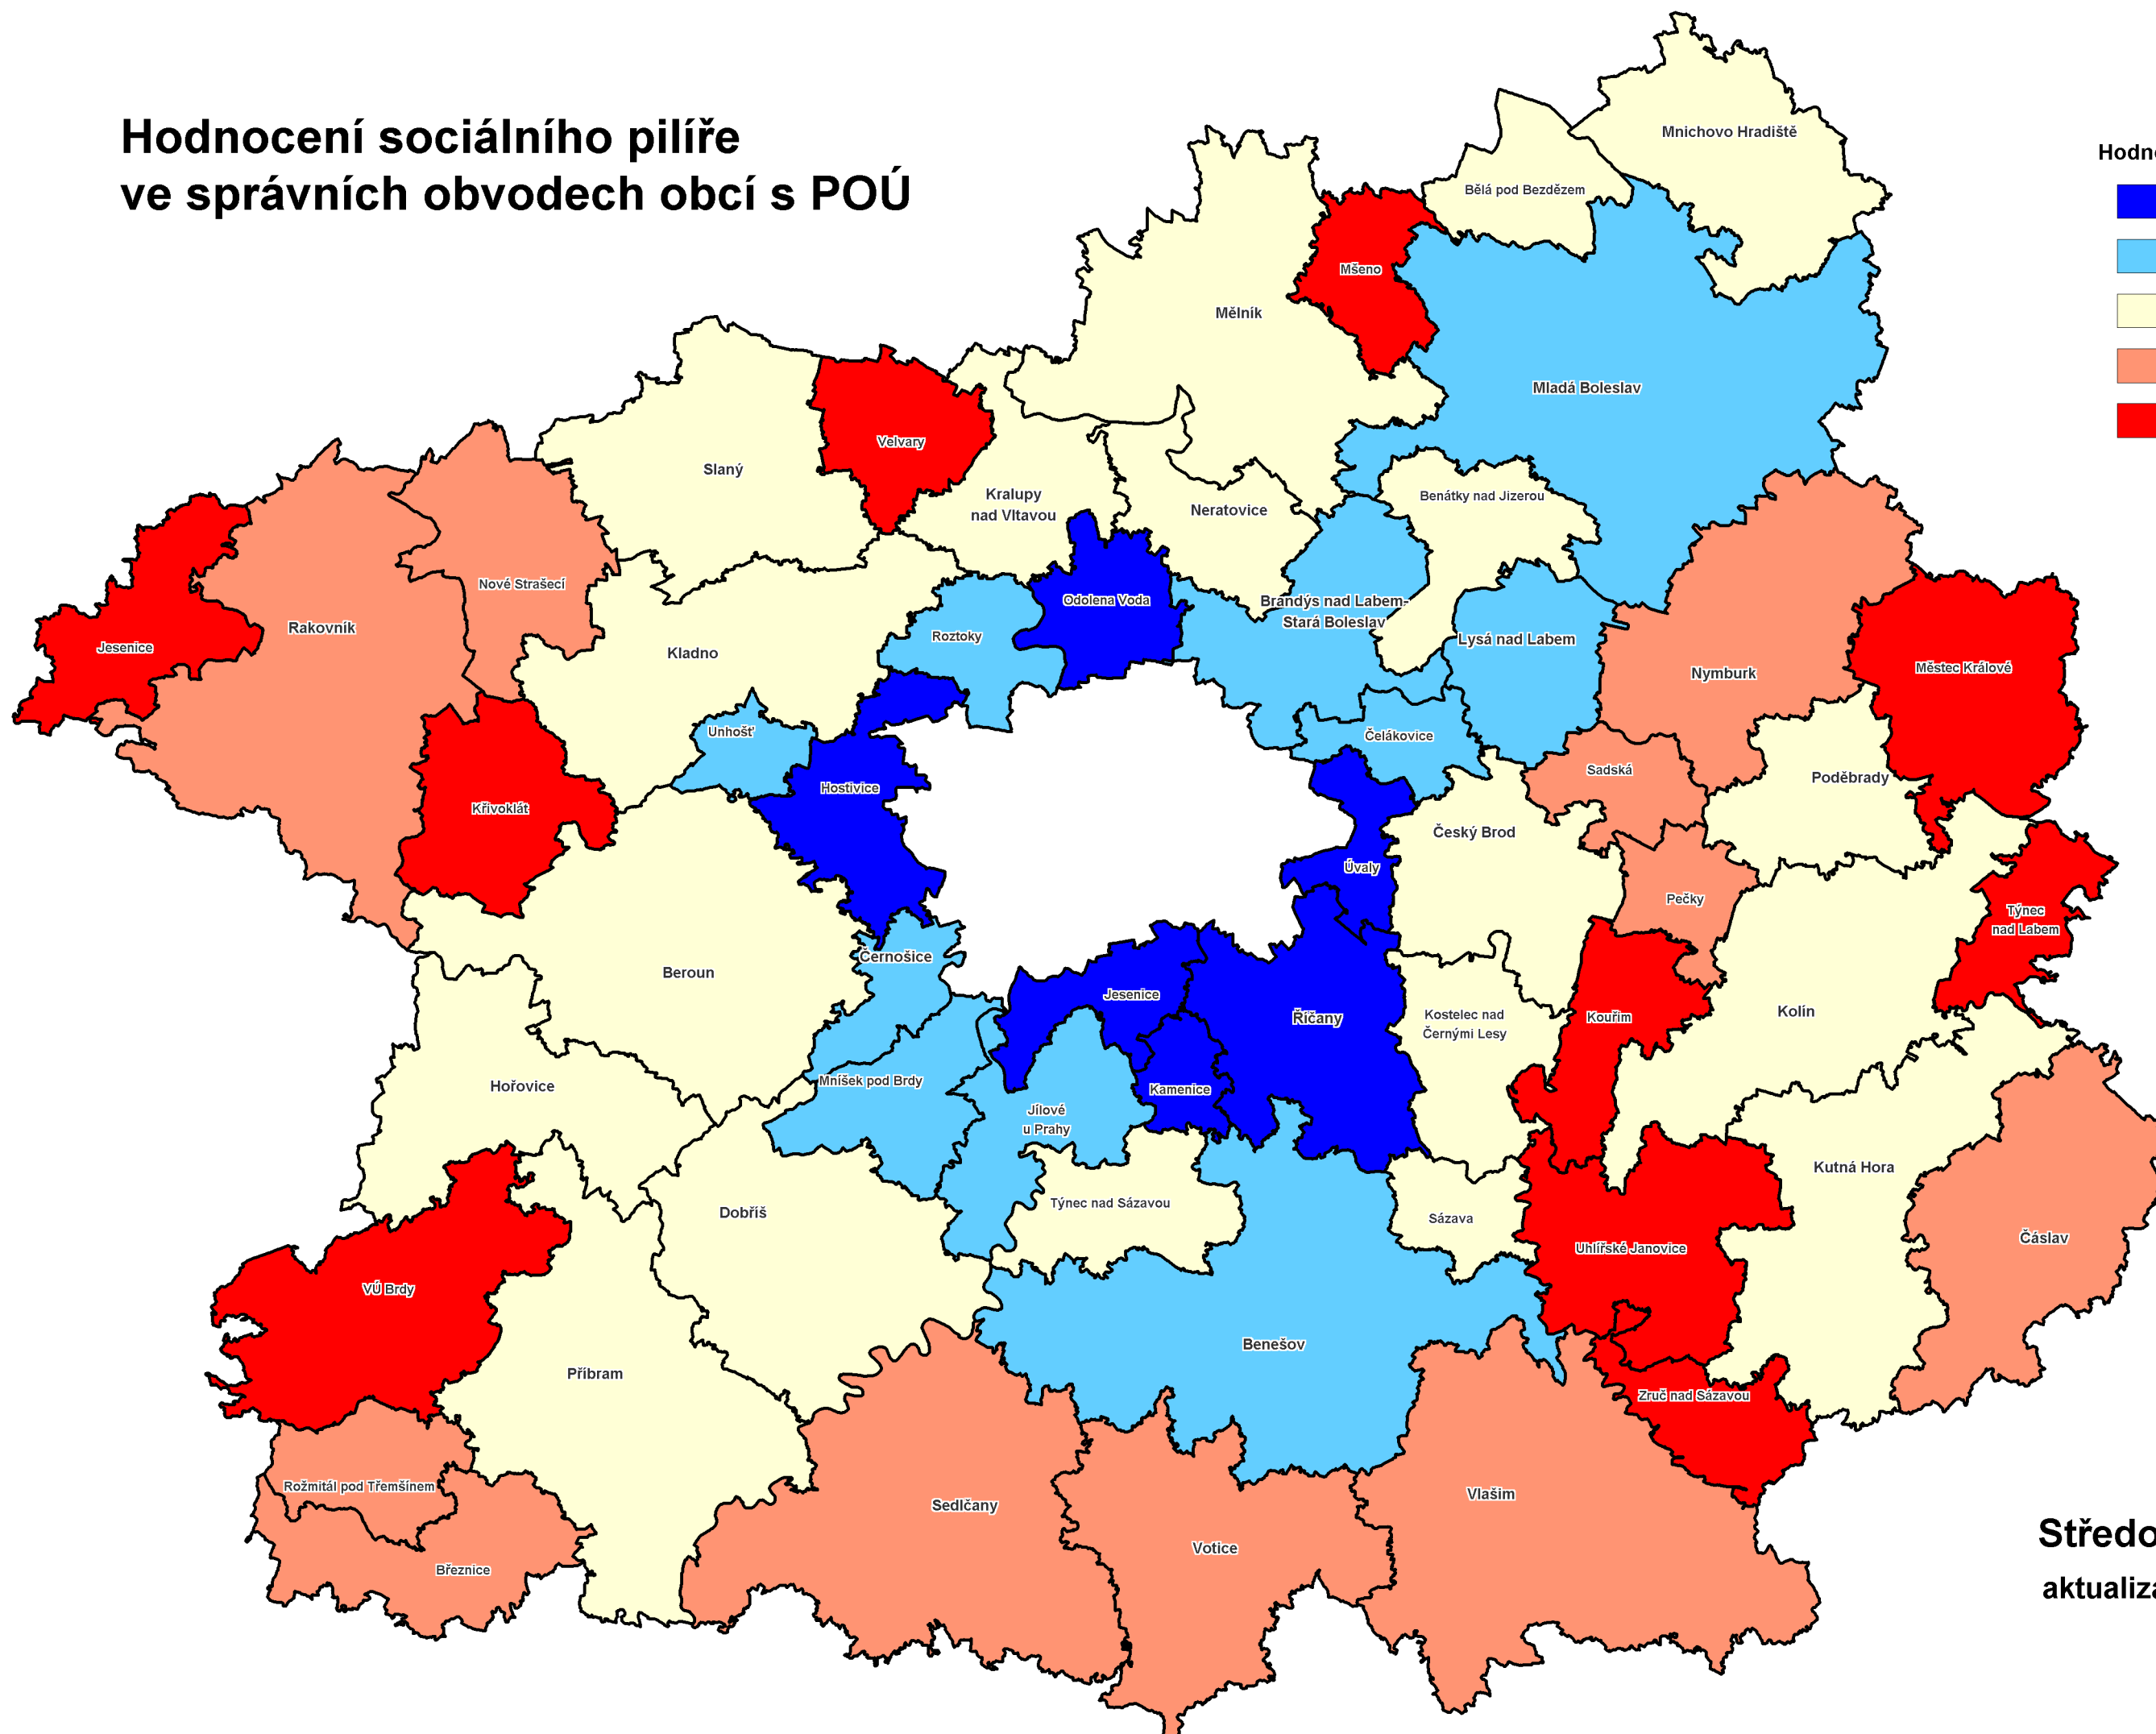 Hodnocení sociálního pilíře
ve správních obvodech obcí s POÚ
Mnichovo Hradiště
Hodn
Bělá pod Bezdězem
Mšeno
Mělník
Mladá Boleslav
Velvary
Slaný
Kralupy
nad Vltavou
Benátky nad Jizerou
Neratovice
Nové Strašecí
Odolena Voda
Brandýs nad Labem-
Stará Boleslav
Rakovník
Roztoky
Lysá nad Labem
Jesenice
Kladno
Městec Králové
Nymburk
Unhošť
Čelákovice
Sadská
Poděbrady
Hostivice
Křivoklát
Český Brod
Úvaly
Pečky
Týnec
nad Labem
Černošice
Beroun
Jesenice
Kostelec nad
Černými Lesy
Říčany
Kouřim
Kolín
Mníšek pod Brdy
Hořovice
Kamenice
Jílové
u Prahy
Kutná Hora
Týnec nad Sázavou
Dobříš
Sázava
Čáslav
Uhlířské Janovice
VÚ Brdy
Benešov
Příbram
Zruč nad Sázavou
Rožmitál pod Třemšínem
Vlašim
Sedlčany
Středo
Votice
Březnice
aktualiza